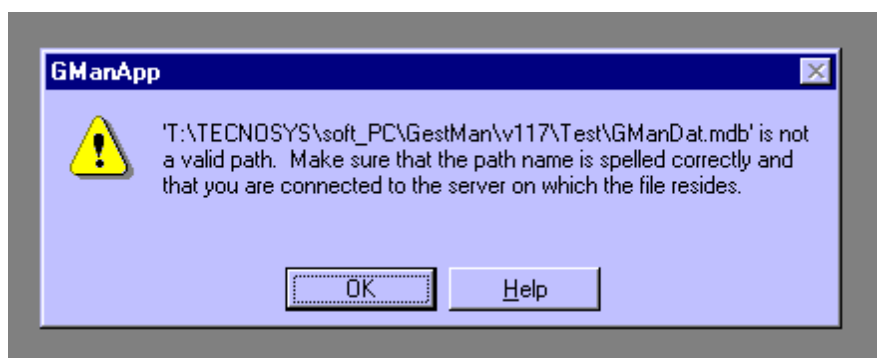 GManApp
'T:\TECNOSYS\soft_PC\GestMan\v117\Test\GManDat.mdb' is not
a valid path.  Make sure that the path name is spelled correctly and
that you are connected to the server on which the file resides.
OK
Help